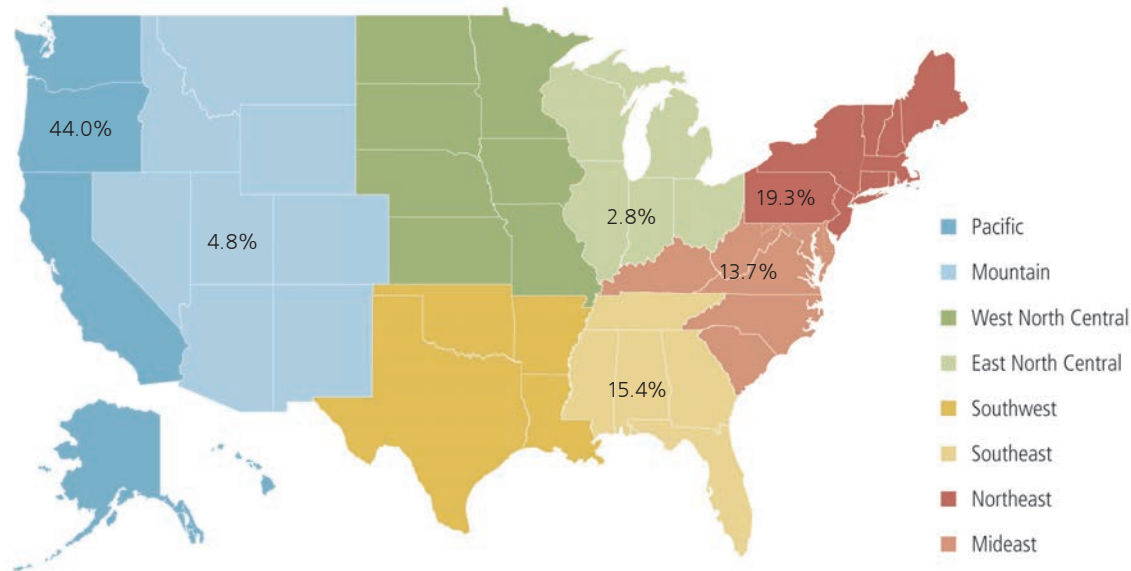 44.0%
4.8%
2.8%
19.3%
13.7%
15.4%
Pacific
Mountain
West North Central
East North Central
Southwest
Southeast
Northeast
Mideast